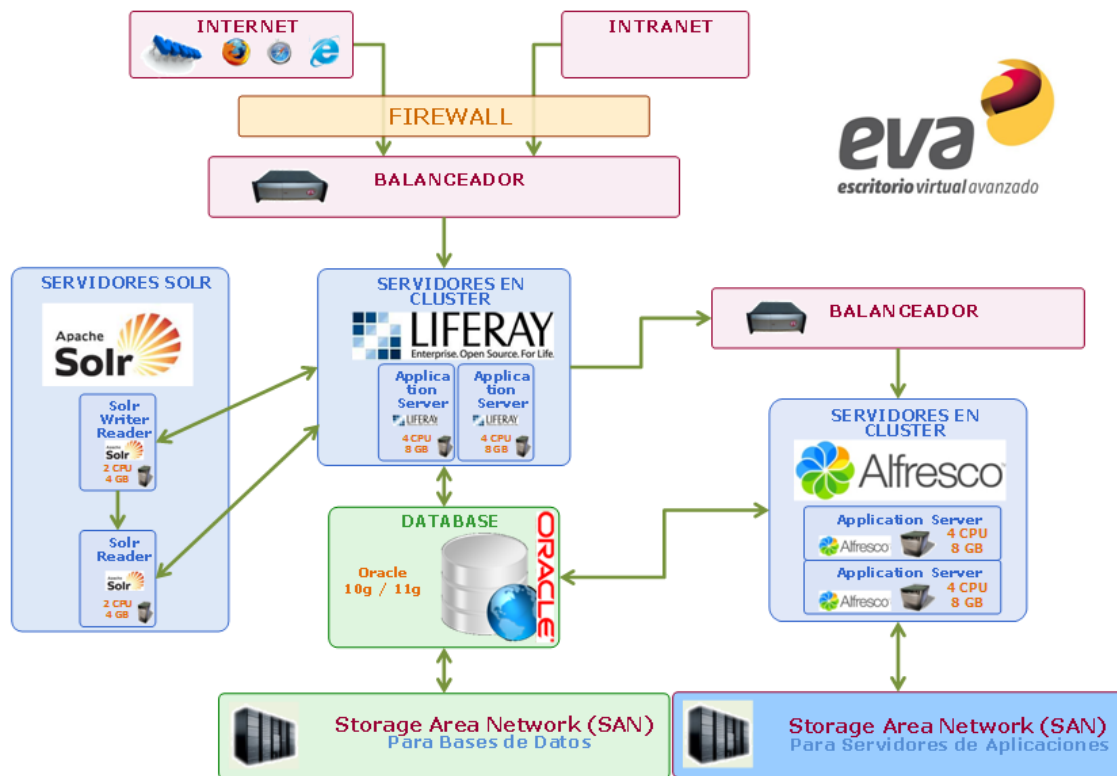 INTERNET
INTRANET
FIREWALL
BALANCEADOR
eva
escritorio virtual avanzado
SERVIDORES SOLR
Apache
Solr
Solr
Writer
Reader
Apache
Solr
2 CPU
4 GB
Solr
Reader
Apache
Solr
2 CPU
4 GB
SERVIDORES EN
CLUSTER
LIFERAY
Enterprise. Open Source. For Life.
Applica
tion
Server
LIFERAY
4 CPU
8 GB
Applica
tion
Server
LIFERAY
4 CPU
8 GB
BALANCEADOR
SERVIDORES EN
CLUSTER
Alfresco
Application Server
Alfresco
4 CPU
8 GB
Application Server
Alfresco
4 CPU
8 GB
DATABASE
Oracle
10g / 11g
ORACLE
Storage Area Network (SAN)
Para Bases de Datos
Storage Area Network (SAN)
Para Servidores de Aplicaciones